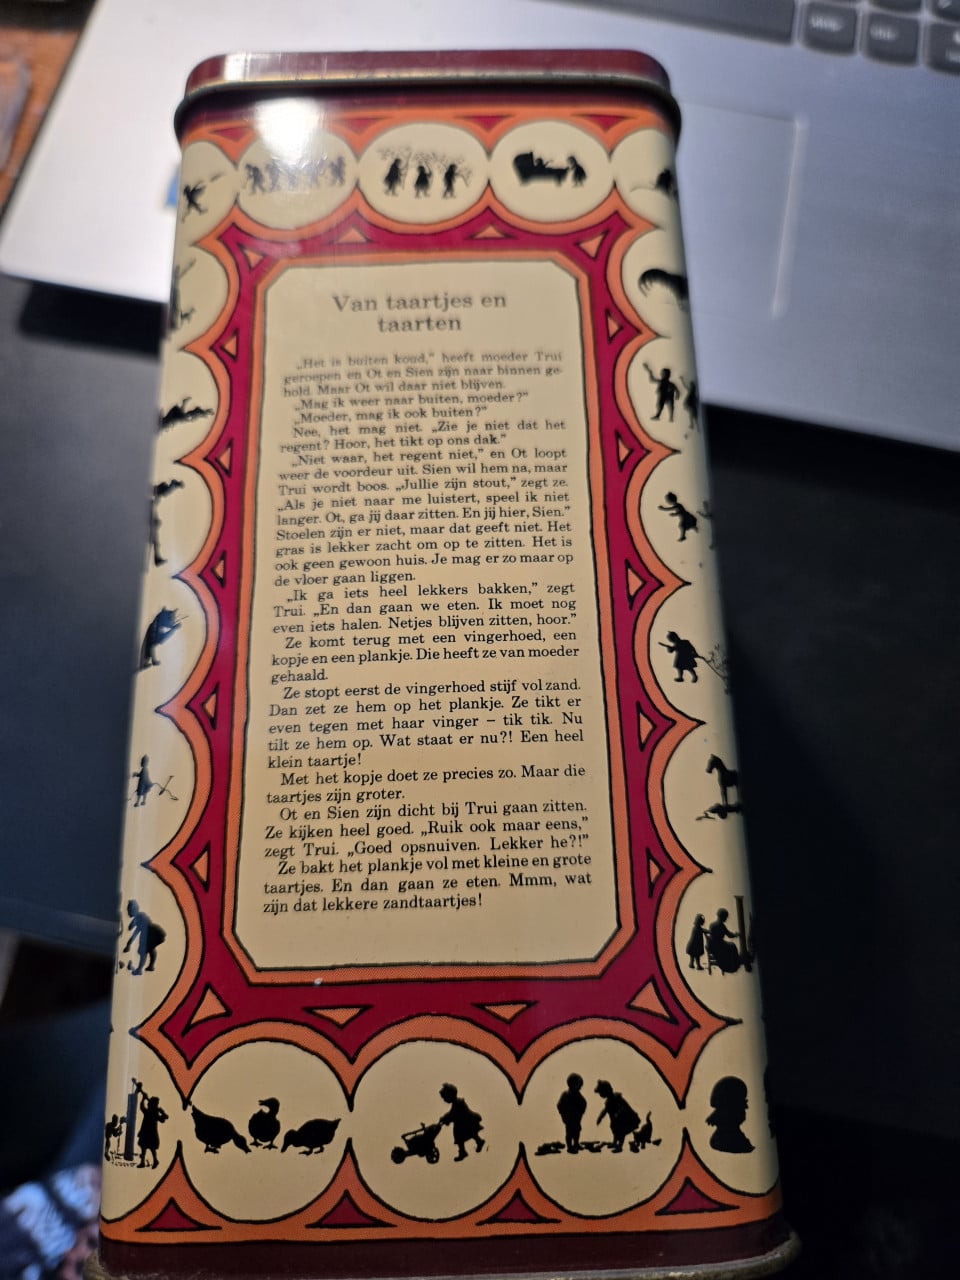 Van taartjes en
taarten
„Het is buiten koud,” heeft moeder Trui
geroepen en Ot en Sien zijn naar binnen ge-
hold. Maar Ot wil daar niet blijven.
„Mag ik weer naar buiten, moeder?”
„Moeder, mag ik ook buiten?”
Nee, het mag niet. „Zie je niet dat het
regent? Hoor, het tikt op ons dak.”
„Niet waar, het regent niet,” en Ot loopt
weer de voordeur uit. Sien wil hem na, maar
Trui wordt boos. „Jullie zijn stout,” zegt ze.
„Als je niet naar me luistert, speel ik niet
langer. Ot, ga jij daar zitten. En jij hier, Sien.”
Stoelen zijn er niet, maar dat geeft niet. Het
gras is lekker zacht om op te zitten. Het is
ook geen gewoon huis. Je mag er zo maar op
de vloer gaan liggen.
„Ik ga iets heel lekkers bakken,” zegt
Trui. „En dan gaan we eten. Ik moet nog
even iets halen. Netjes blijven zitten, hoor.”
Ze komt terug met een vingerhoed, een
kopje en een plankje. Die heeft ze van moeder
gehaald.
Ze stopt eerst de vingerhoed stijf vol zand.
Dan zet ze hem op het plankje. Ze tikt er
even tegen met haar vinger – tik tik. Nu
tilt ze hem op. Wat staat er nu?! Een heel
klein taartje!
Met het kopje doet ze precies zo. Maar die
taartjes zijn groter.
Ot en Sien zijn dicht bij Trui gaan zitten.
Ze kijken heel goed. „Ruik ook maar eens,”
zegt Trui. „Goed opsnuiven. Lekker he?!”
Ze bakt het plankje vol met kleine en grote
taartjes. En dan gaan ze eten. Mmm, wat
zijn dat lekkere zandtaartjes!